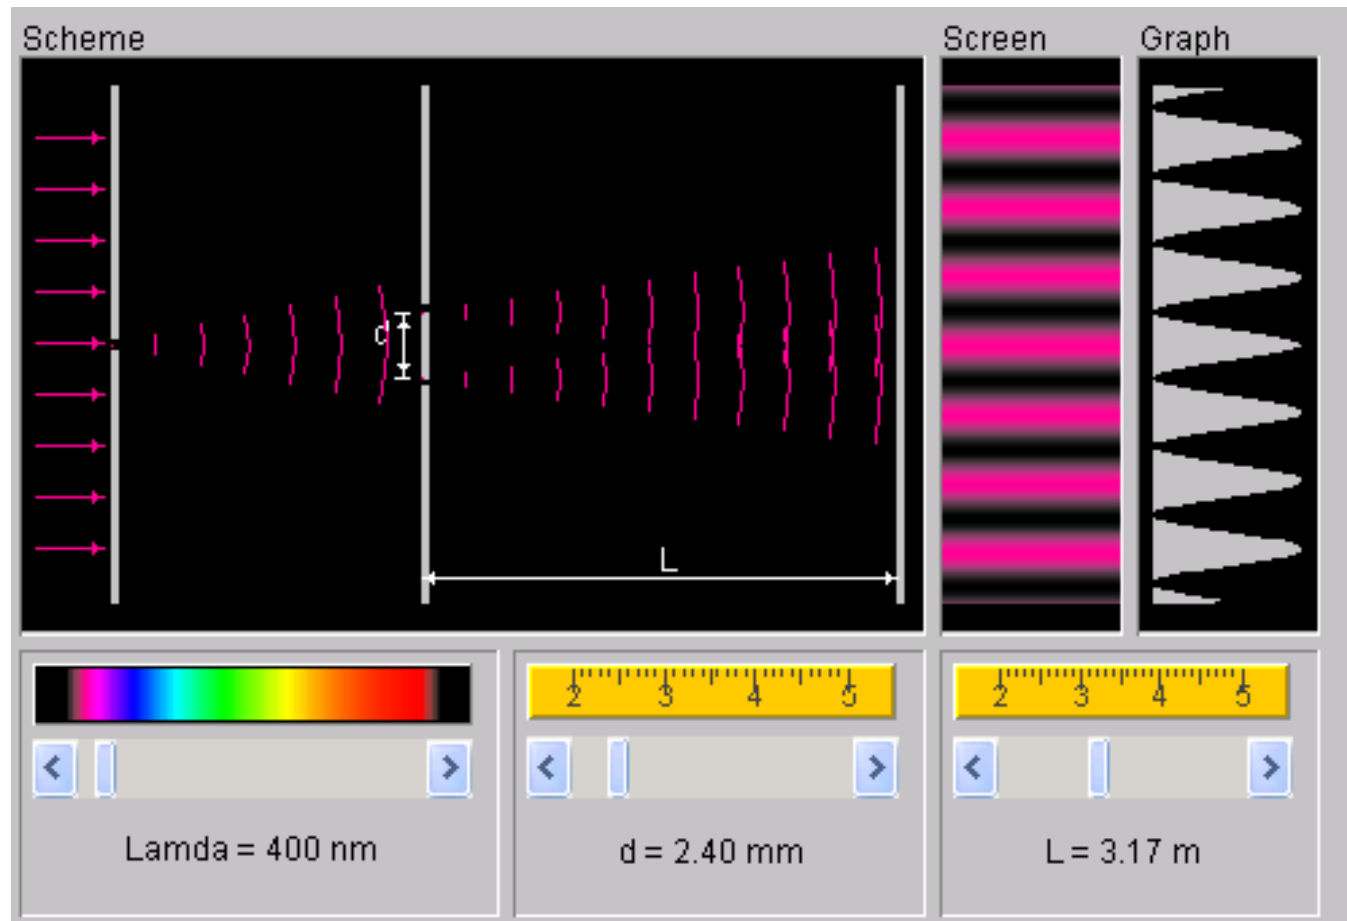 Scheme
Screen
Graph
d
L
2 3 4 5
2 3 4 5
Lamda = 400 nm
d = 2.40 mm
L = 3.17 m